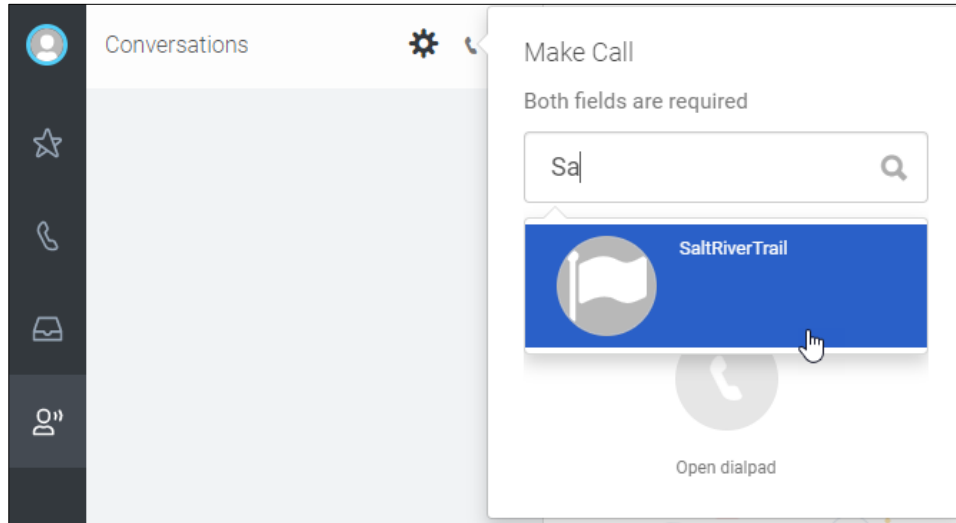 Conversations
Make Call
Both fields are required
Sa
SaltRiverTrail
Open dialpad